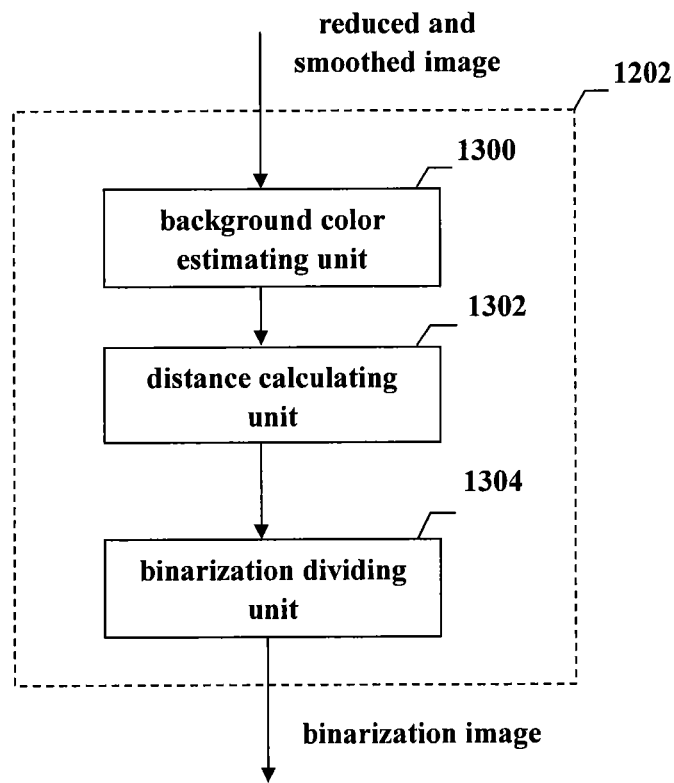 reduced and
smoothed image
1202
1300
background color
estimating unit
1302
distance calculating
unit
1304
binarization dividing
unit
binarization image